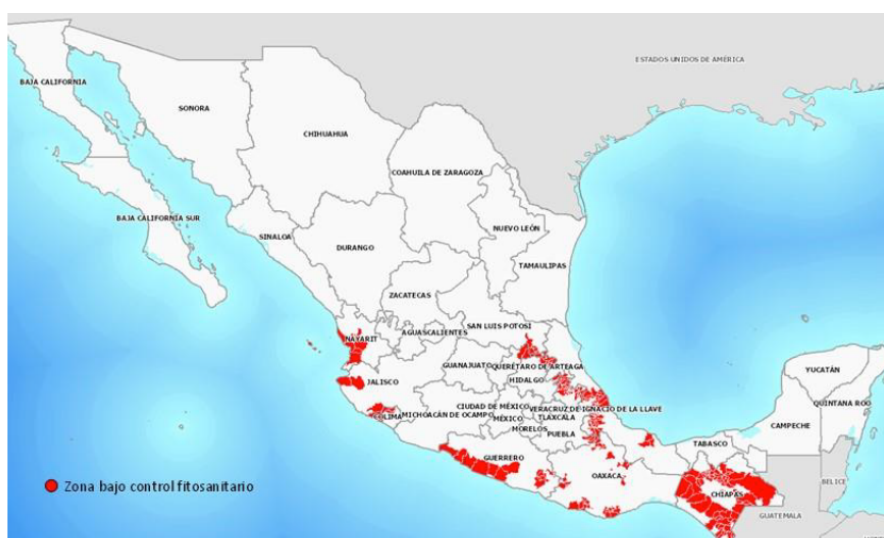 ESTADOS UNIDOS DE AMÉRICA
BAJA CALIFORNIA
SONORA
CHIHUAHUA
COAHUILA DE ZARAGOZA
BAJA CALIFORNIA SUR
SINALOA
NUEVO LEÓN
DURANGO
TAMAULIPAS
ZACATECAS
SAN LUIS POTOSÍ
AGUASCALIENTES
NAYARIT
GUANAJUATO
QUERÉTARO DE ARTEAGA
YUCATÁN
JALISCO
HIDALGO
QUINTANA ROO
CIUDAD DE MÉXICO
VERACRUZ DE IGNACIO DE LA LLAVE
MICHOACÁN DE OCAMPO
MÉXICO
TLAXCALA
CAMPECHE
MORELOS
PUEBLA
TABASCO
GUERRERO
OAXACA
BELICE
CHIAPAS
Zona bajo control fitosanitario
GUATEMALA